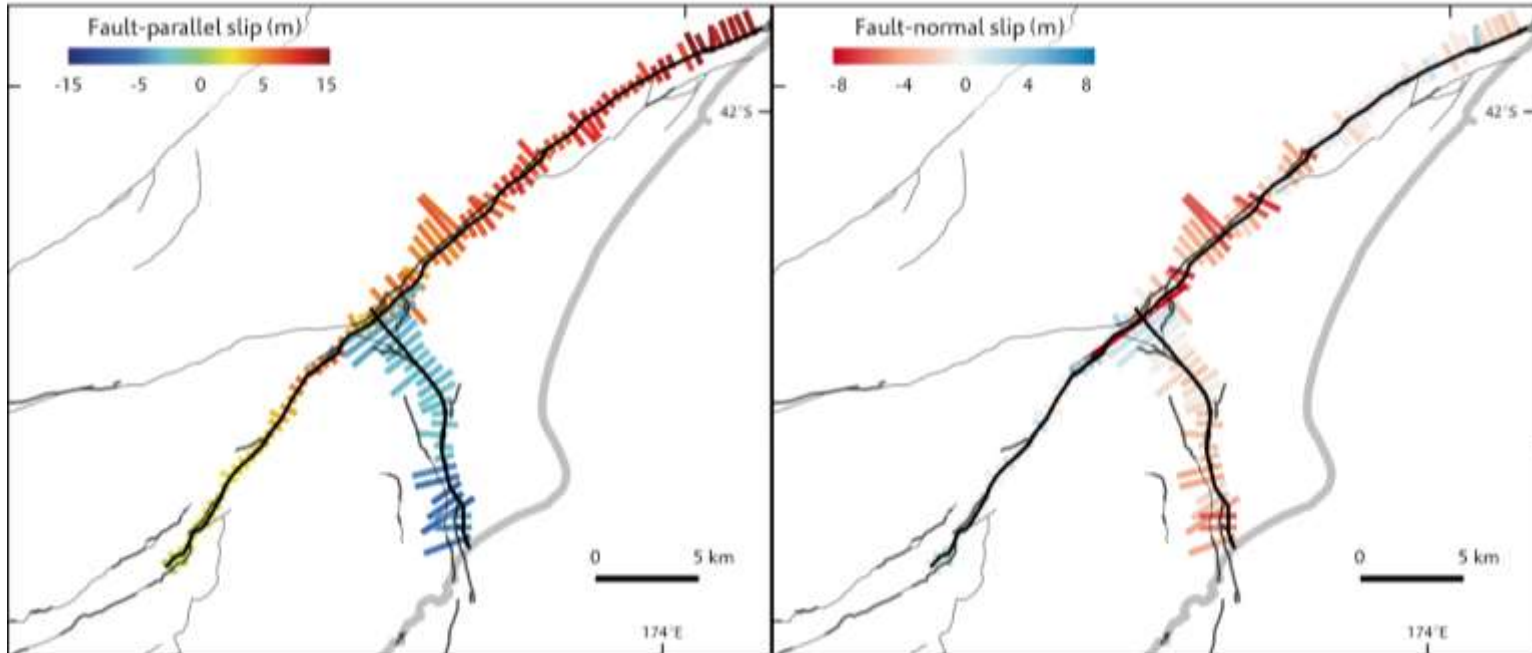 Fault-parallel slip (m)
-15 -5 0 5 15
42°S
0 5 km
174°E
Fault-normal slip (m)
-8 -4 0 4 8
42°S
0 5 km
174°E